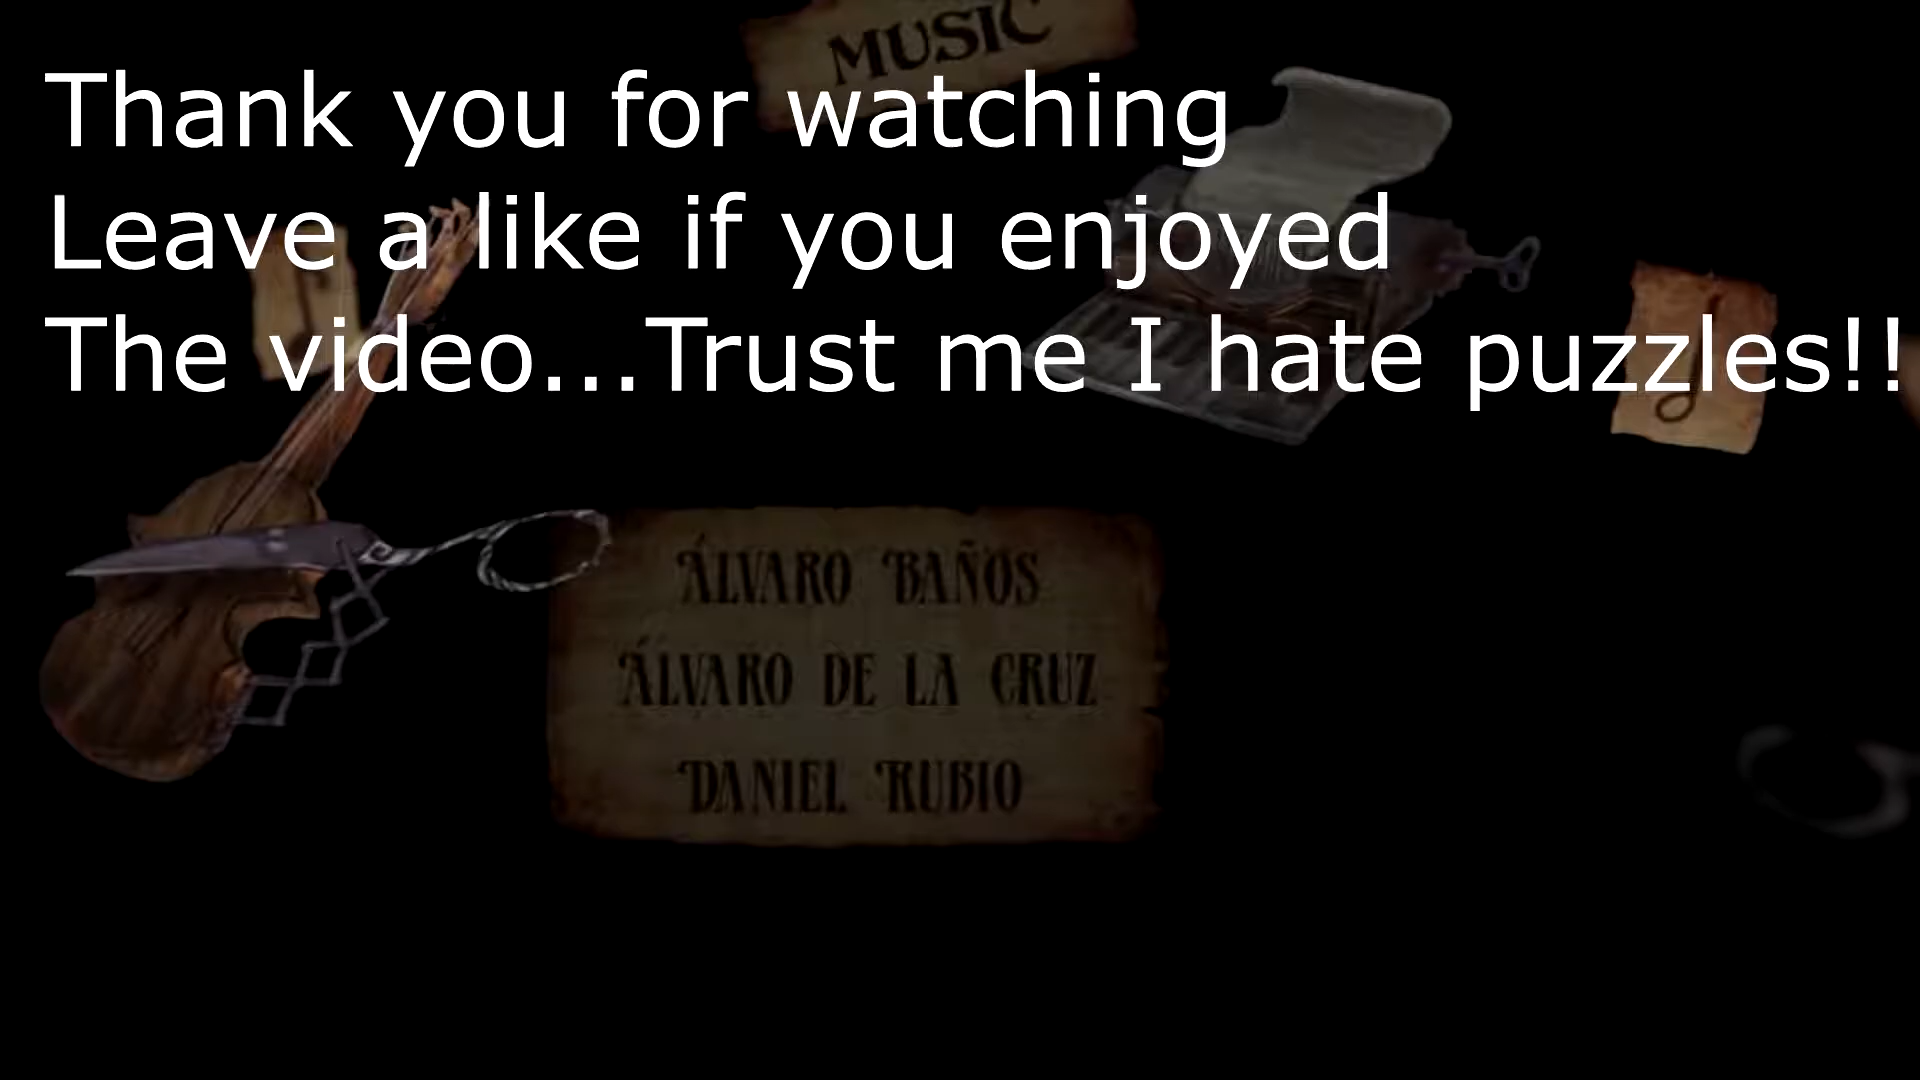 MUSIC
Thank you for watching
Leave a like if you enjoyed
The video...Trust me I hate puzzles!!
ÁLVARO BAÑOS
ÁLVARO DE LA CRUZ
DANIEL RUBIO